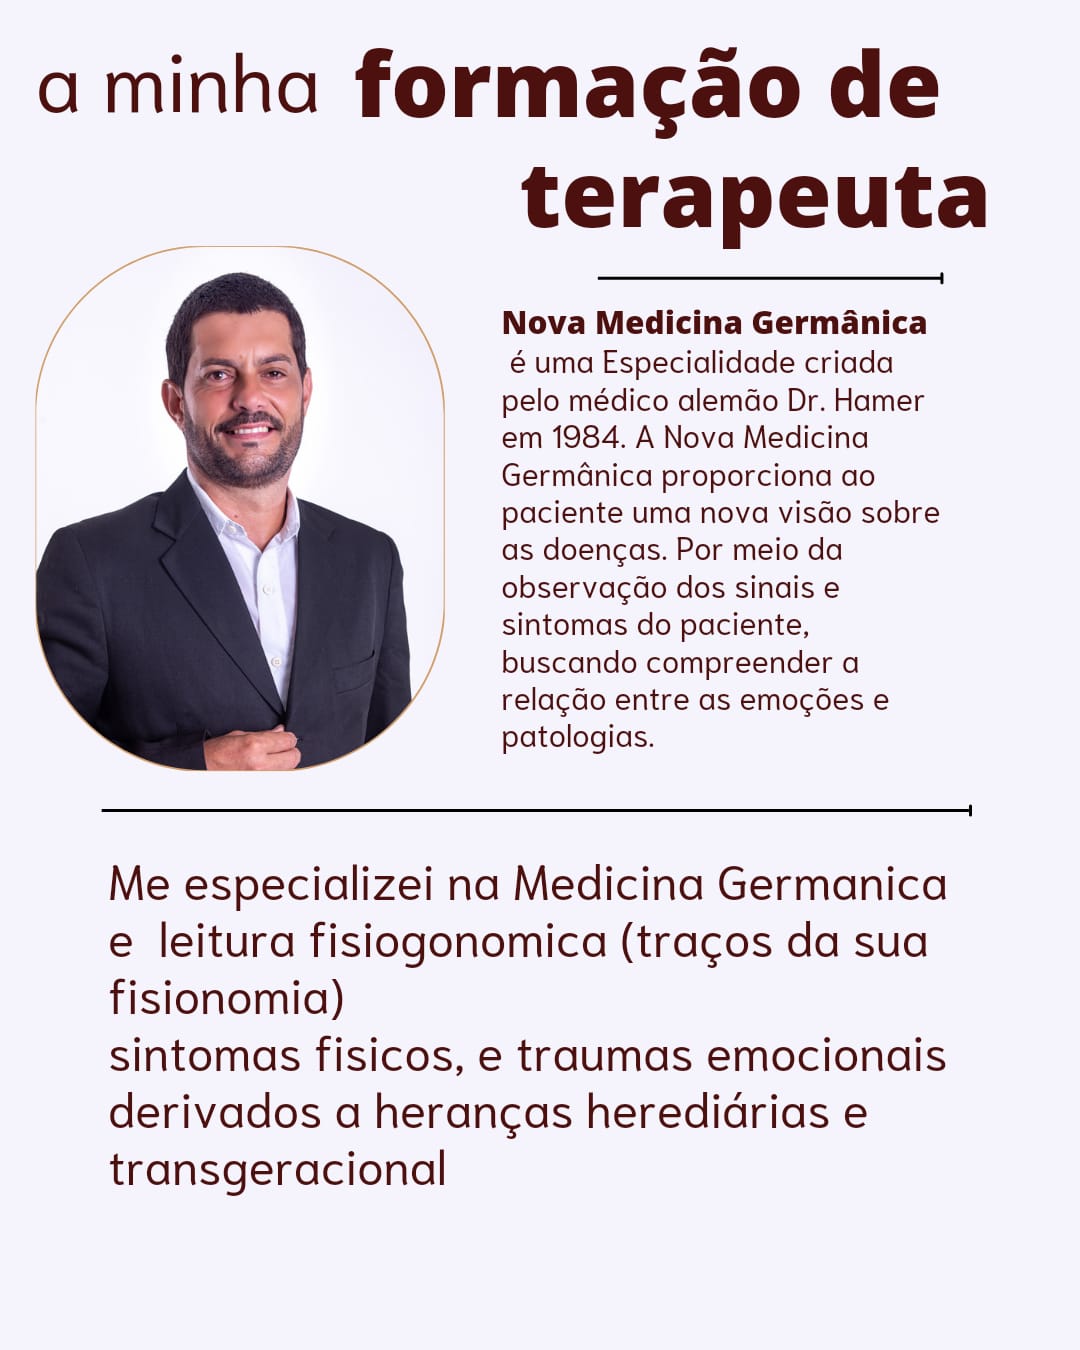 a minha formação de
terapeuta
Nova Medicina Germânica
é uma Especialidade criada
pelo médico alemão Dr. Hamer
em 1984. A Nova Medicina
Germânica proporciona ao
paciente uma nova visão sobre
as doenças. Por meio da
observação dos sinais e
sintomas do paciente,
buscando compreender a
relação entre as emoções e
patologias.
Me especializei na Medicina Germanica
e leitura fisiogonomica (traços da sua
fisionomia)
sintomas fisicos, e traumas emocionais
derivados a heranças herediárias e
transgeracional